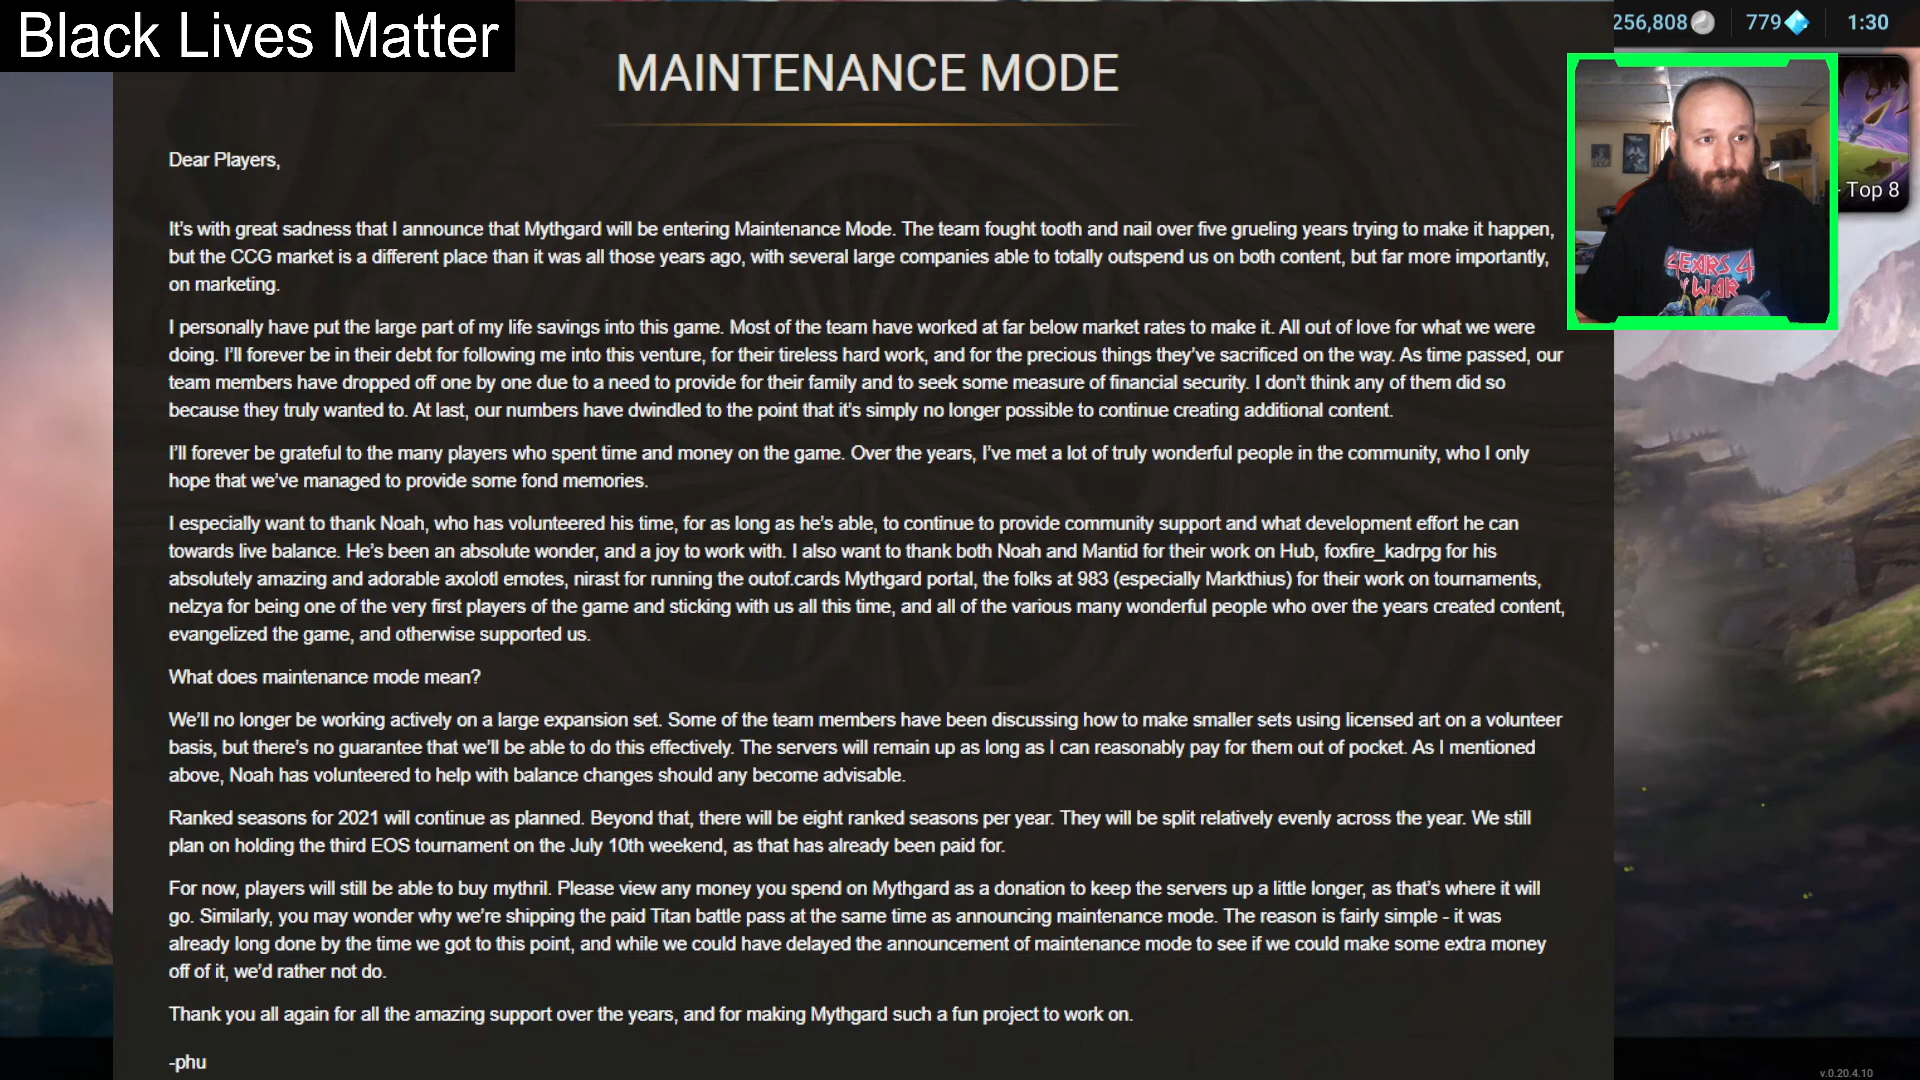 Black Lives Matter
256,808 779 1:30
MAINTENANCE MODE
Dear Players,
Top 8
It's with great sadness that I announce that Mythgard will be entering Maintenance Mode. The team fought tooth and nail over five grueling years trying to make it happen,
but the CCG market is a different place than it was all those years ago, with several large companies able to totally outspend us on both content, but far more importantly,
on marketing.
YEARS 4
WAR
I personally have put the large part of my life savings into this game. Most of the team have worked at far below market rates to make it. All out of love for what we were
doing. I'll forever be in their debt for following me into this venture, for their tireless hard work, and for the precious things they've sacrificed on the way. As time passed, our
team members have dropped off one by one due to a need to provide for their family and to seek some measure of financial security. I don't think any of them did so
because they truly wanted to. At last, our numbers have dwindled to the point that it's simply no longer possible to continue creating additional content.
I'll forever be grateful to the many players who spent time and money on the game. Over the years, I've met a lot of truly wonderful people in the community, who I only
hope that we've managed to provide some fond memories.
I especially want to thank Noah, who has volunteered his time, for as long as he's able, to continue to provide community support and what development effort he can
towards live balance. He's been an absolute wonder, and a joy to work with. I also want to thank both Noah and Mantid for their work on Hub, foxfire_kadrpg for his
absolutely amazing and adorable axolotl emotes, nirast for running the outof.cards Mythgard portal, the folks at 983 (especially Markthius) for their work on tournaments,
nelzya for being one of the very first players of the game and sticking with us all this time, and all of the various many wonderful people who over the years created content,
evangelized the game, and otherwise supported us.
What does maintenance mode mean?
We'll no longer be working actively on a large expansion set. Some of the team members have been discussing how to make smaller sets using licensed art on a volunteer
basis, but there's no guarantee that we'll be able to do this effectively. The servers will remain up as long as I can reasonably pay for them out of pocket. As I mentioned
above, Noah has volunteered to help with balance changes should any become advisable.
Ranked seasons for 2021 will continue as planned. Beyond that, there will be eight ranked seasons per year. They will be split relatively evenly across the year. We still
plan on holding the third EOS tournament on the July 10th weekend, as that has already been paid for.
For now, players will still be able to buy mythril. Please view any money you spend on Mythgard as a donation to keep the servers up a little longer, as that's where it will
go. Similarly, you may wonder why we're shipping the paid Titan battle pass at the same time as announcing maintenance mode. The reason is fairly simple - it was
already long done by the time we got to this point, and while we could have delayed the announcement of maintenance mode to see if we could make some extra money
off of it, we'd rather not do.
Thank you all again for all the amazing support over the years, and for making Mythgard such a fun project to work on.
-phu
v.0.20.4.10